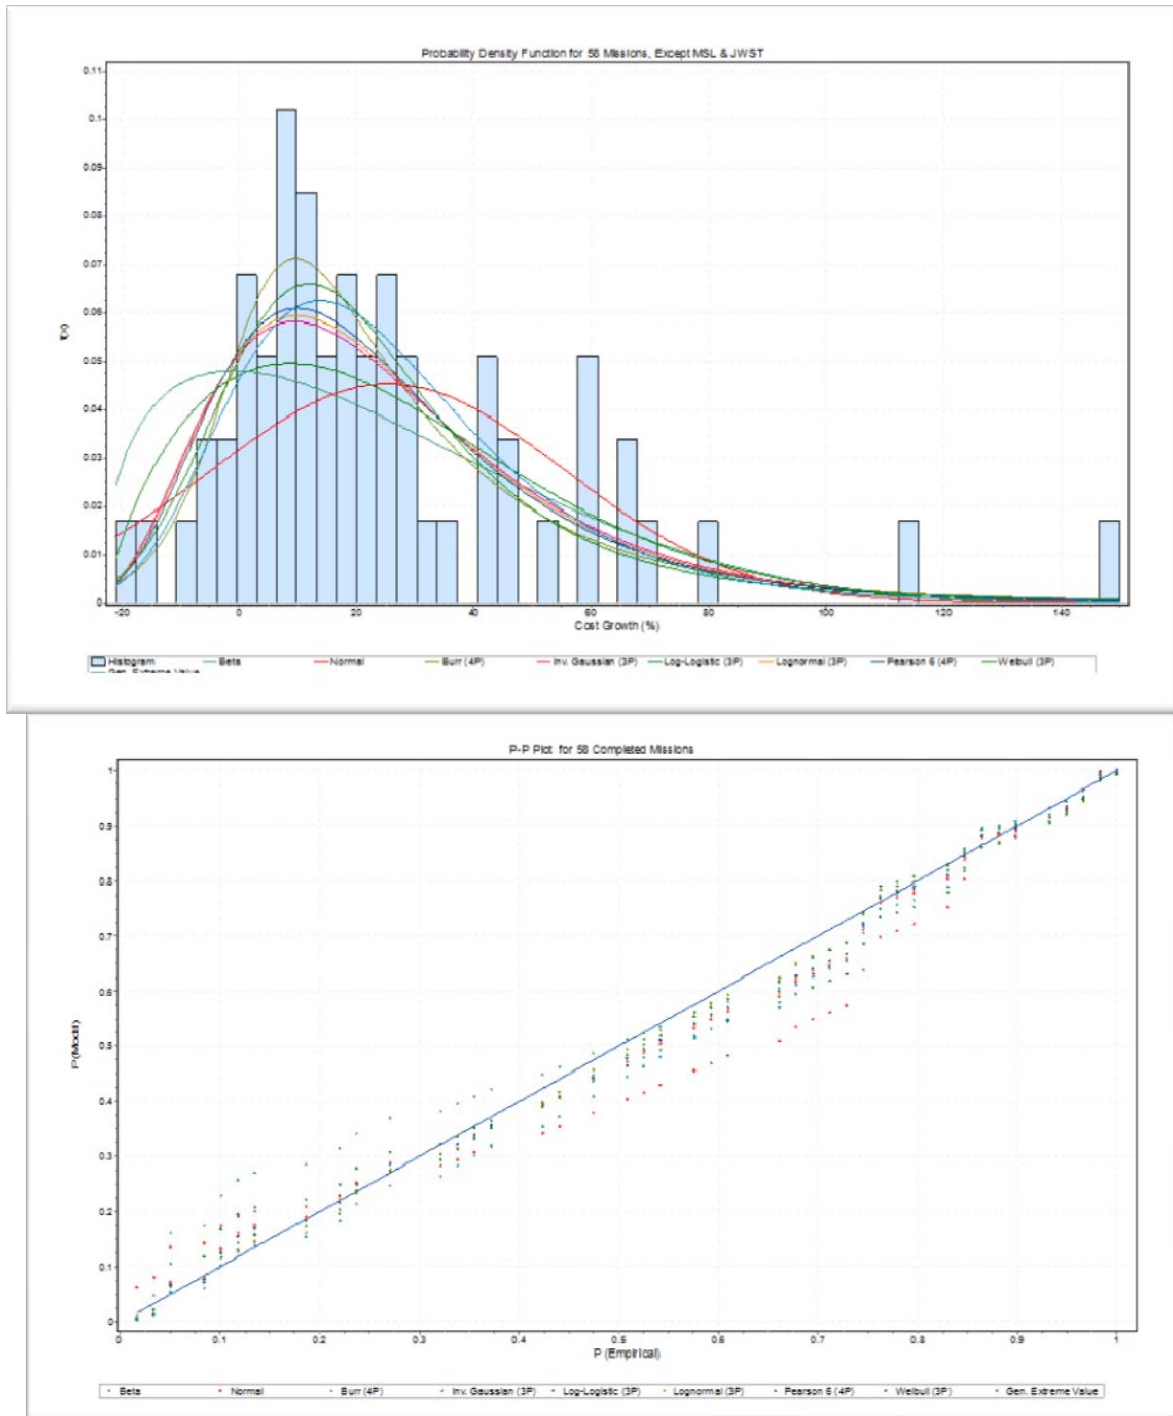 Probability Density Function for 58 Missions, Except MSL & JWST
0.11
0.1
0.09
0.08
0.07
0.06
0.05
0.04
0.03
0.02
0.01
0
f(x)
-20 0 20 40 60 80 100 120 140
Cost Growth (%)
Histogram Beta Normal Burr (4P) Inv. Gaussian (3P) Log-Logistic (3P) Lognormal (3P) Pearson 6 (4P) Weibull (3P)
Gen. Extreme Value
P-P Plot for 58 Completed Missions
1
0.9
0.8
0.7
0.6
0.5
0.4
0.3
0.2
0.1
0
P (Model)
0 0.1 0.2 0.3 0.4 0.5 0.6 0.7 0.8 0.9 1
P (Empirical)
Beta Normal Burr (4P) Inv. Gaussian (3P) Log-Logistic (3P) Lognormal (3P) Pearson 6 (4P) Weibull (3P) Gen. Extreme Value